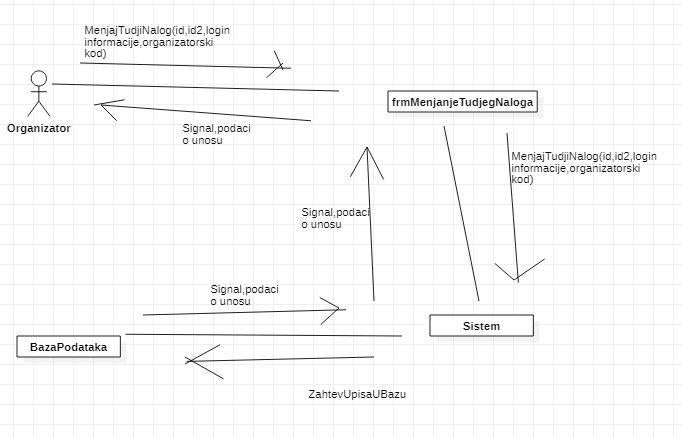 MenjajTudjiNalog(id,id2,login
informacije,organizatorski
kod)
Organizator
Signal,podaci
o unosu
frmMenjanjeTudjegNaloga
MenjajTudjiNalog(id,id2,login
informacije,organizatorski
kod)
Signal,podaci
o unosu
Signal,podaci
o unosu
Sistem
BazaPodataka
ZahtevUpisaUBazu